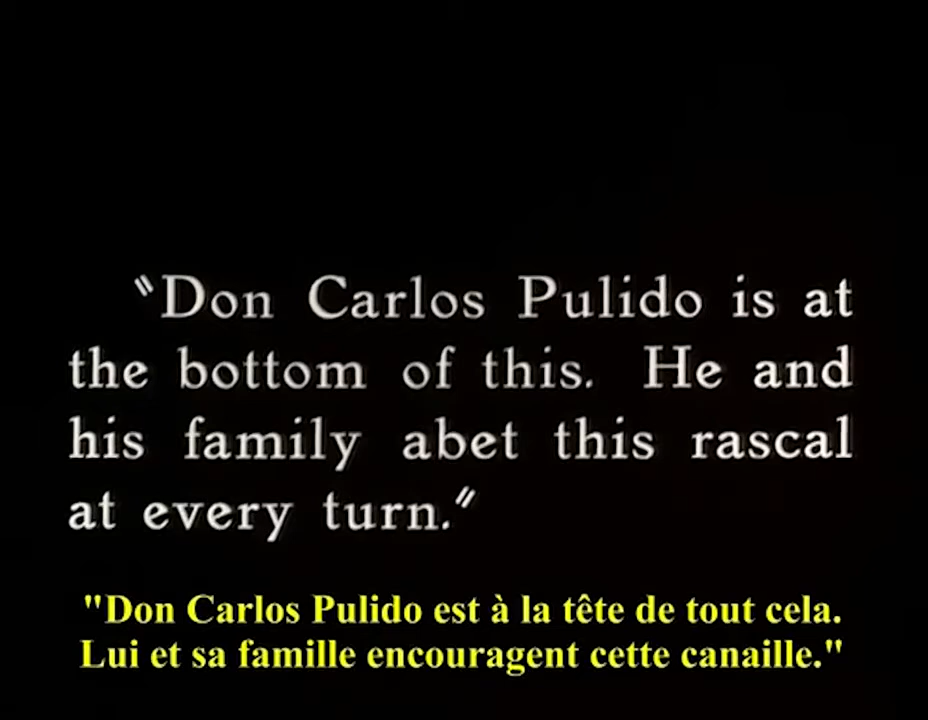 "Don Carlos Pulido is at
the bottom of this. He and
his family abet this rascal
at every turn."
"Don Carlos Pulido est à la tête de tout cela.
Lui et sa famille encouragent cette canaille."